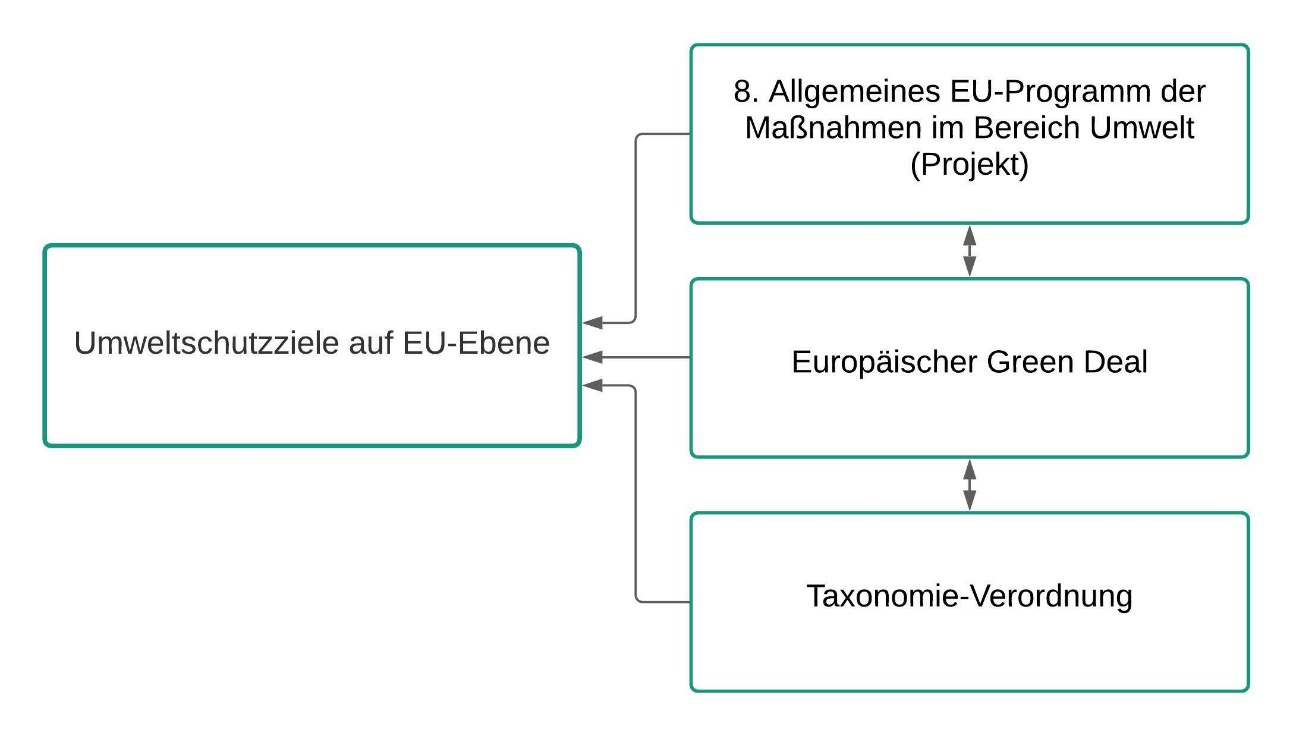 8. Allgemeines EU-Programm der
Maßnahmen im Bereich Umwelt
(Projekt)
Umweltschutzziele auf EU-Ebene
Europäischer Green Deal
Taxonomie-Verordnung